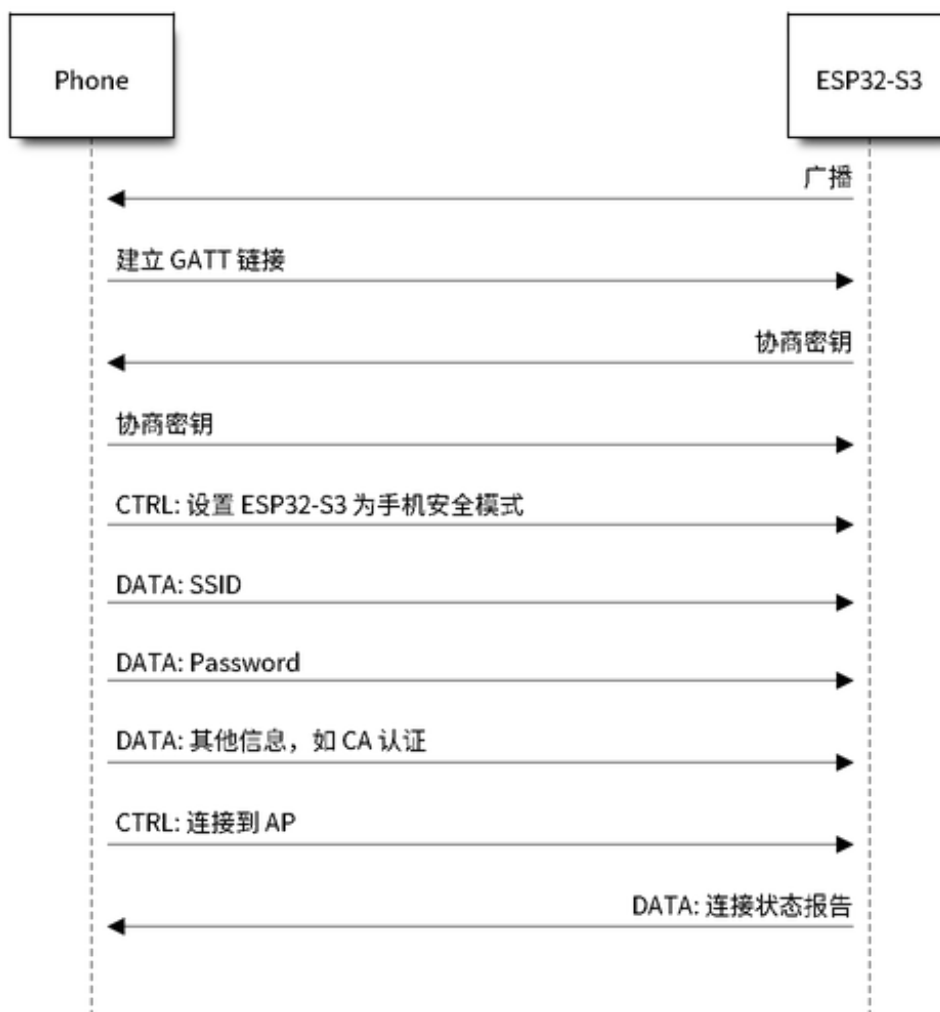 Phone
ESP32-S3
广播
建立 GATT 链接
协商密钥
协商密钥
CTRL: 设置 ESP32-S3 为手机安全模式
DATA: SSID
DATA: Password
DATA: 其他信息，如 CA 认证
CTRL: 连接到 AP
DATA: 连接状态报告